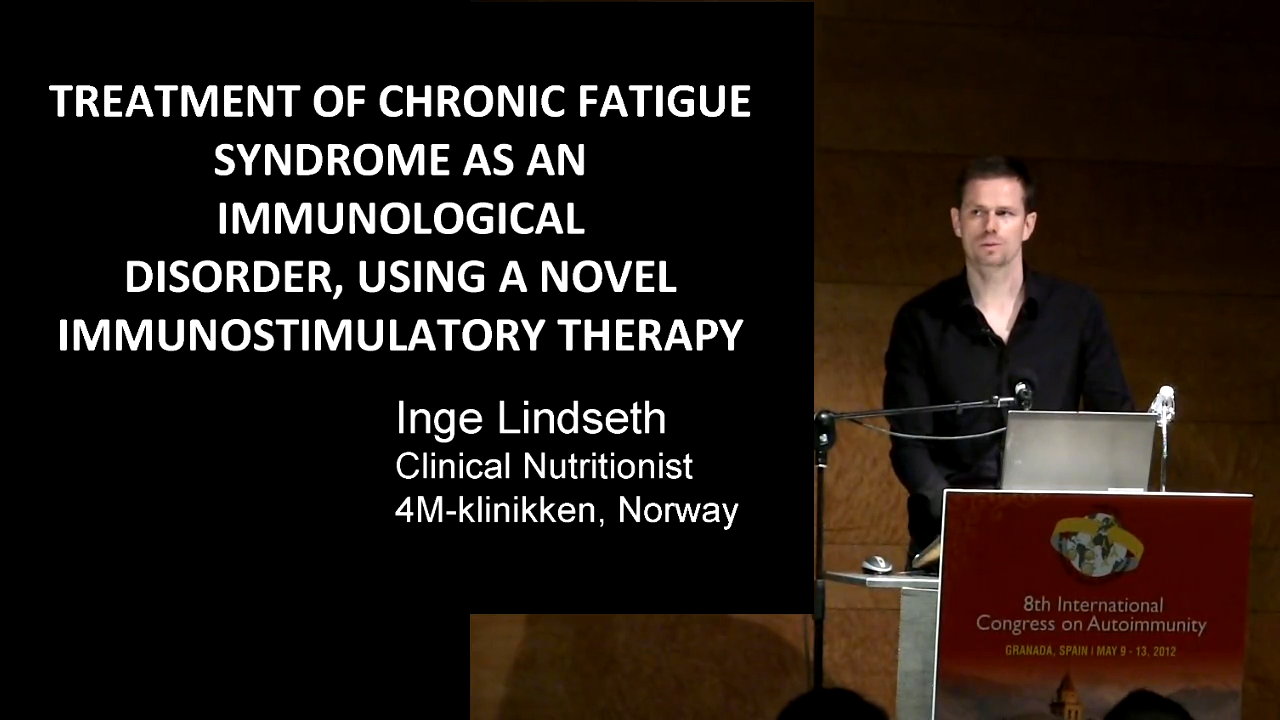 TREATMENT OF CHRONIC FATIGUE
SYNDROME AS AN
IMMUNOLOGICAL
DISORDER, USING A NOVEL
IMMUNOSTIMULATORY THERAPY
Inge Lindseth
Clinical Nutritionist
4M-klinikken, Norway
8th International
Congress on Autoimmunity
GRANADA, SPAIN | MAY 9 - 13, 2012